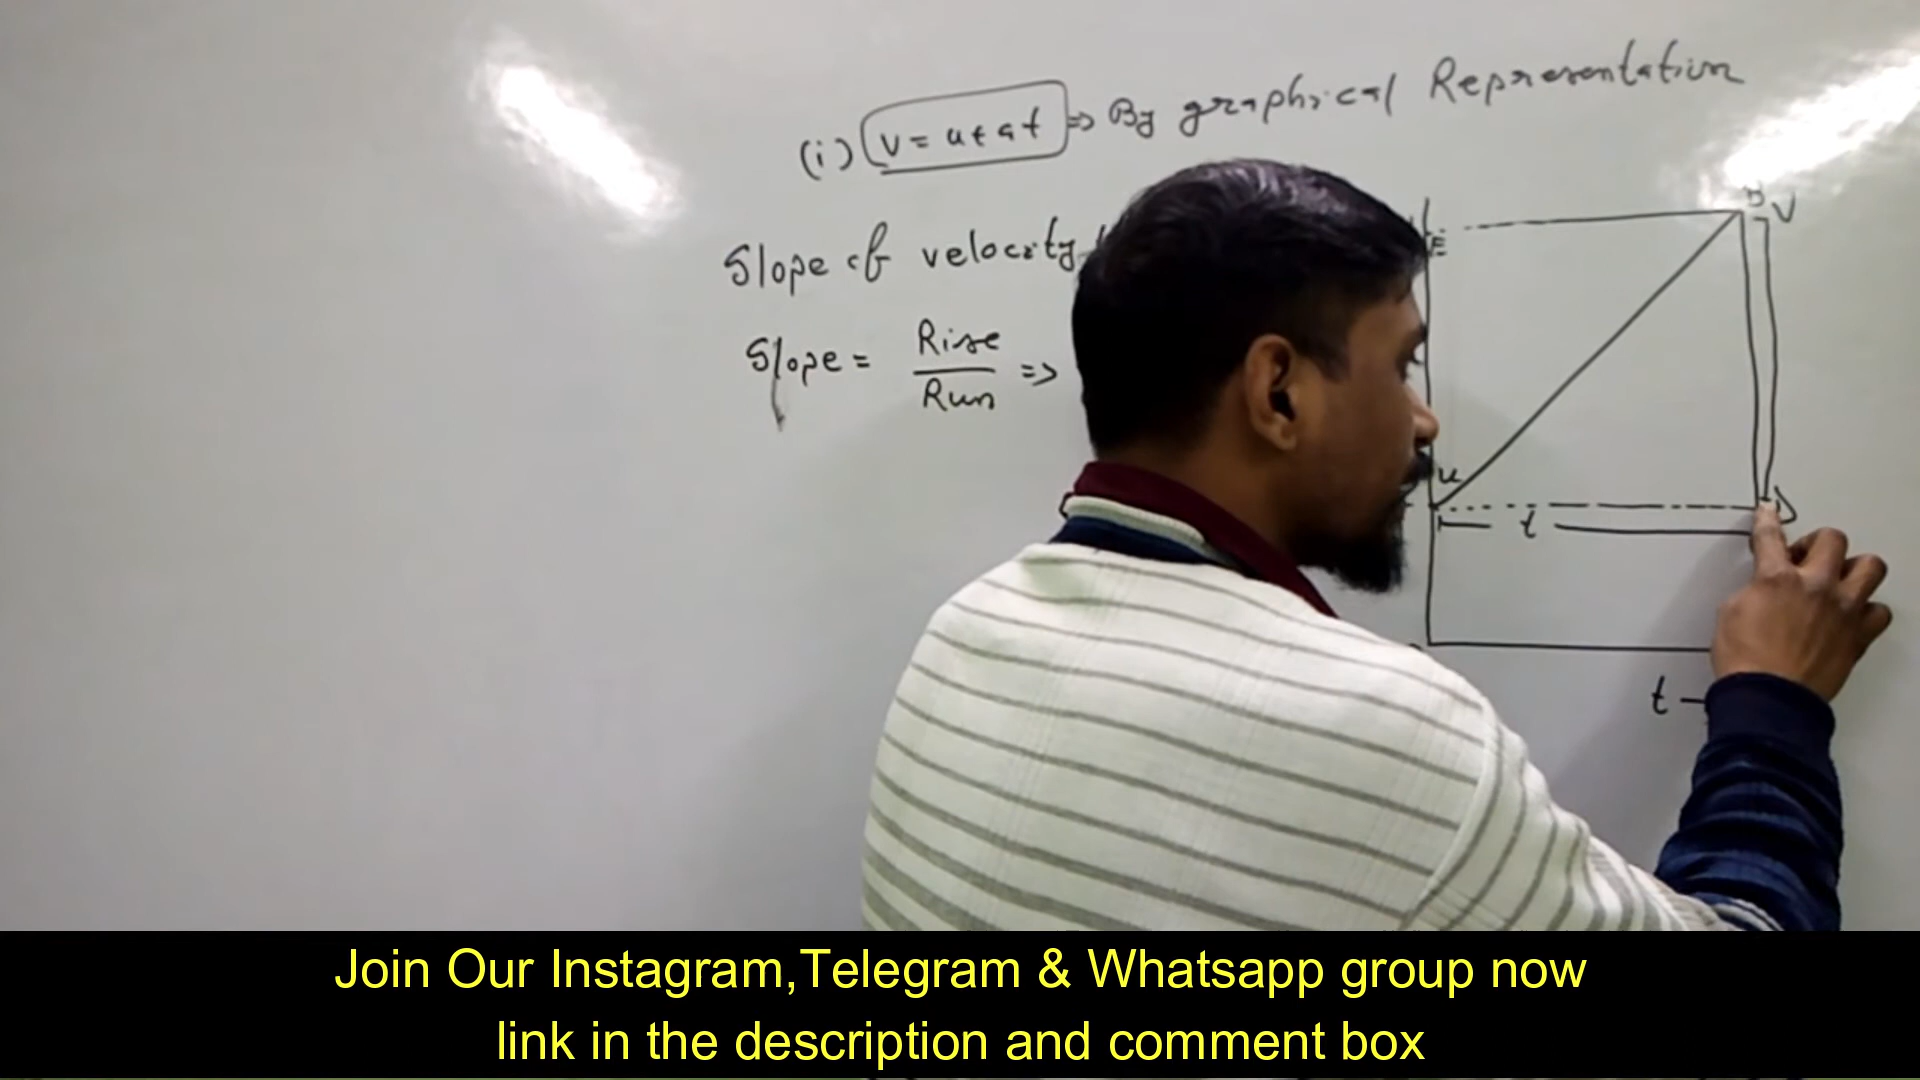 (i) v = u + at ⇒ By graphical Representation
Slope of velocity
Slope = Rise / Run ⇒
E
B
V
u
t
D
t
Join Our Instagram,Telegram & Whatsapp group now
link in the description and comment box